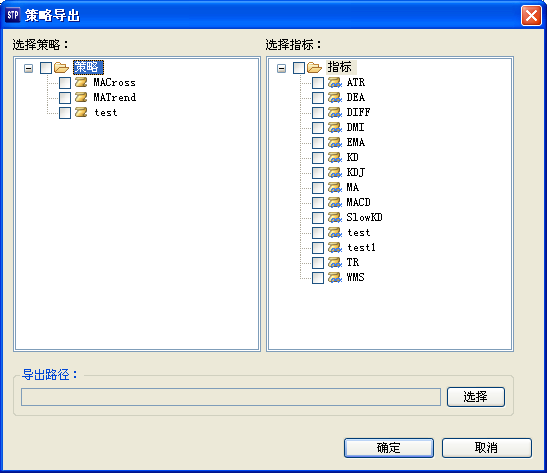 STP 策略导出
选择策略：
策略
MACross
MATrend
test
选择指标：
指标
ATR
DEA
DIFF
DMI
EMA
KD
KDJ
MA
MACD
SlowKD
test
test1
TR
WMS
导出路径：
选择
确定
取消